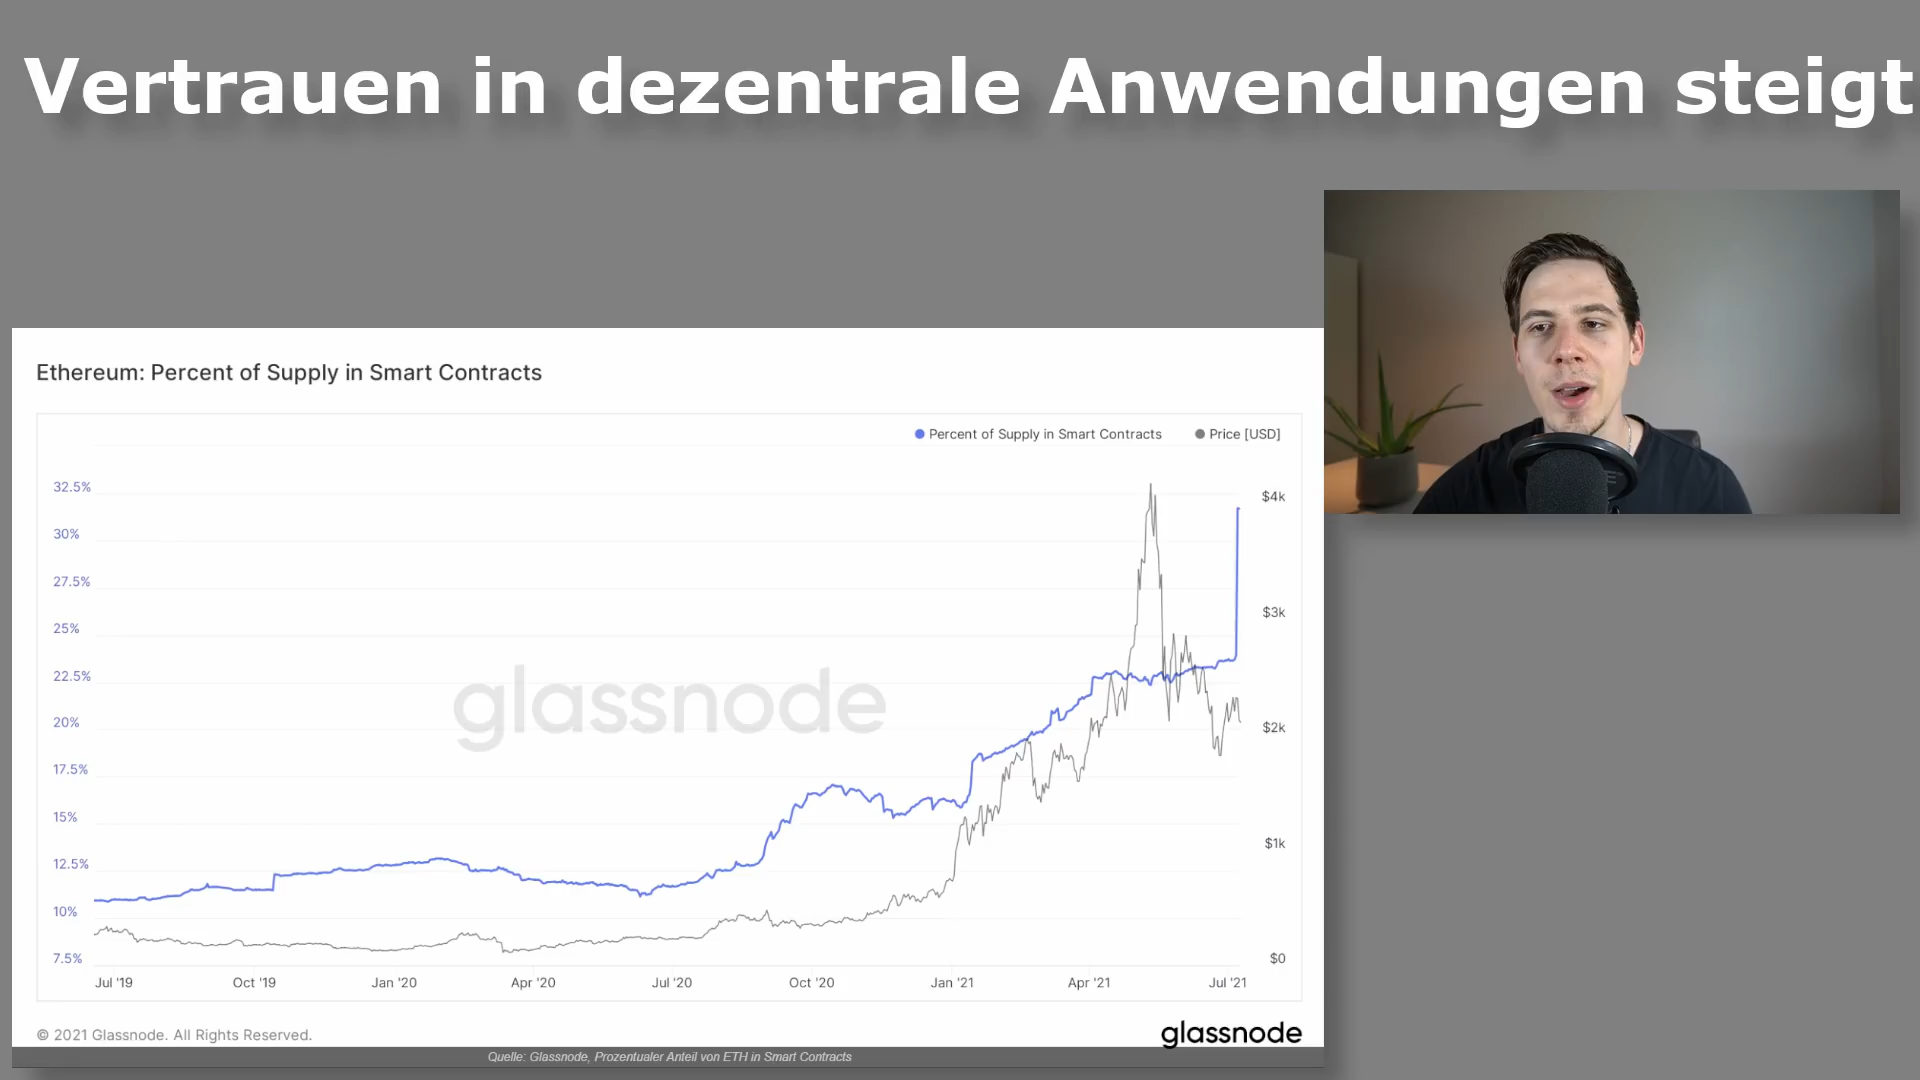 Vertrauen in dezentrale Anwendungen steigt
Ethereum: Percent of Supply in Smart Contracts
Percent of Supply in Smart Contracts Price [USD]
32.5%
30%
27.5%
25%
22.5%
20%
17.5%
15%
12.5%
10%
7.5%
$4k
$3k
$2k
$1k
$0
glassnode
Jul '19 Oct '19 Jan '20 Apr '20 Jul '20 Oct '20 Jan '21 Apr '21 Jul '21
© 2021 Glassnode. All Rights Reserved.
glassnode
Quelle: Glassnode, Prozentualer Anteil von ETH in Smart Contracts